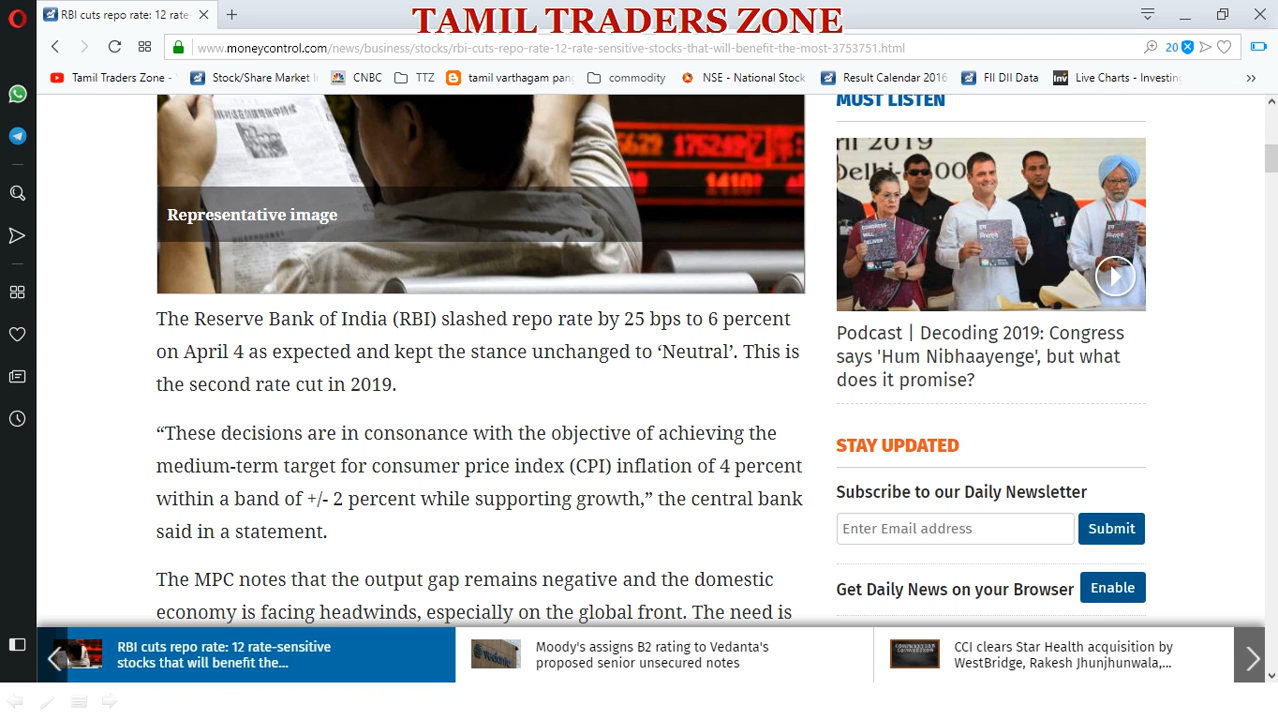 RBI cuts repo rate: 12 rate-
TAMIL TRADERS ZONE
www.moneycontrol.com/news/business/stocks/rbi-cuts-repo-rate-12-rate-sensitive-stocks-that-will-benefit-the-most-3753751.html
20
Tamil Traders Zone -
Stock/Share Market I
CNBC
TTZ
tamil varthagam pang
commodity
NSE - National Stock
Result Calendar 2016
FII DII Data
Inv
Live Charts - Investing
Representative image
The Reserve Bank of India (RBI) slashed repo rate by 25 bps to 6 percent
on April 4 as expected and kept the stance unchanged to ‘Neutral’. This is
the second rate cut in 2019.
“These decisions are in consonance with the objective of achieving the
medium-term target for consumer price index (CPI) inflation of 4 percent
within a band of +/- 2 percent while supporting growth,” the central bank
said in a statement.
The MPC notes that the output gap remains negative and the domestic
economy is facing headwinds, especially on the global front. The need is
MUST LISTEN
Podcast | Decoding 2019: Congress
says 'Hum Nibhaayenge', but what
does it promise?
STAY UPDATED
Subscribe to our Daily Newsletter
Enter Email address
Submit
Get Daily News on your Browser
Enable
RBI cuts repo rate: 12 rate-sensitive
stocks that will benefit the...
Moody's assigns B2 rating to Vedanta's
proposed senior unsecured notes
CCI clears Star Health acquisition by
WestBridge, Rakesh Jhunjhunwala,...